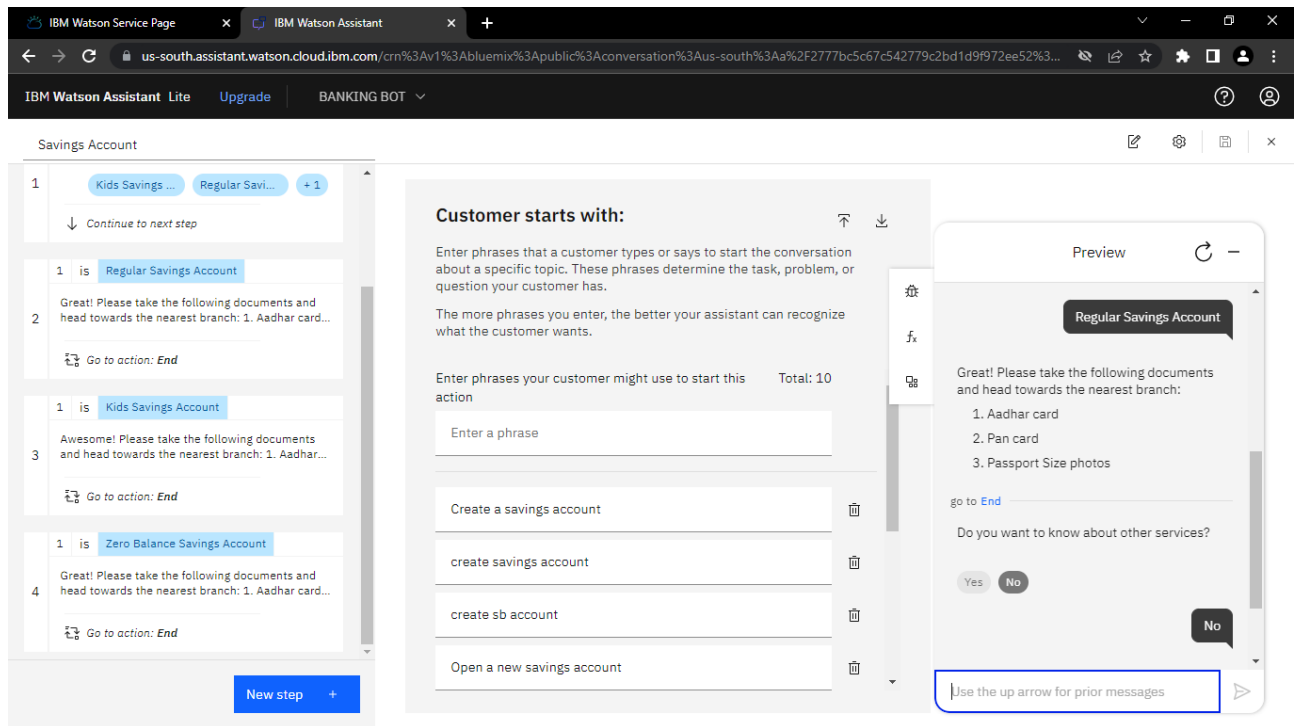 IBM Watson Service Page
IBM Watson Assistant
us-south.assistant.watson.cloud.ibm.com/crn%3Av1%3Abluemix%3Apublic%3Aconversation%3Aus-south%3Aa%2F2777bc5c67c542779c2bd1d9f972ee52%3...
IBM Watson Assistant Lite Upgrade BANKING BOT
Savings Account
1 Kids Savings ... Regular Savi... + 1
Continue to next step
1 is Regular Savings Account
2 Great! Please take the following documents and
head towards the nearest branch: 1. Aadhar card...
Go to action: End
1 is Kids Savings Account
3 Awesome! Please take the following documents
and head towards the nearest branch: 1. Aadhar...
Go to action: End
1 is Zero Balance Savings Account
4 Great! Please take the following documents and
head towards the nearest branch: 1. Aadhar card...
Go to action: End
New step +
Customer starts with:
Enter phrases that a customer types or says to start the conversation
about a specific topic. These phrases determine the task, problem, or
question your customer has.
The more phrases you enter, the better your assistant can recognize
what the customer wants.
Enter phrases your customer might use to start this
action
Total: 10
Enter a phrase
Create a savings account
create savings account
create sb account
Open a new savings account
fx
Preview
Regular Savings Account
Great! Please take the following documents
and head towards the nearest branch:
1. Aadhar card
2. Pan card
3. Passport Size photos
go to End
Do you want to know about other services?
Yes No
No
Use the up arrow for prior messages